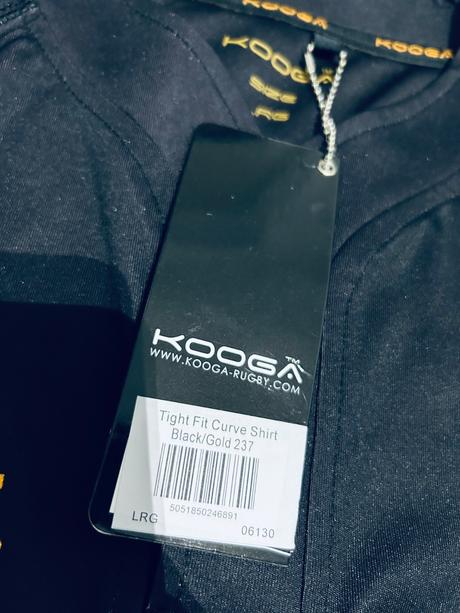 KOOGA
KOOGA
KOOGA
SIZE
LRG
KOOGA™
WWW.KOOGA-RUGBY.COM
Tight Fit Curve Shirt
Black/Gold 237
5051850246891
LRG 06130